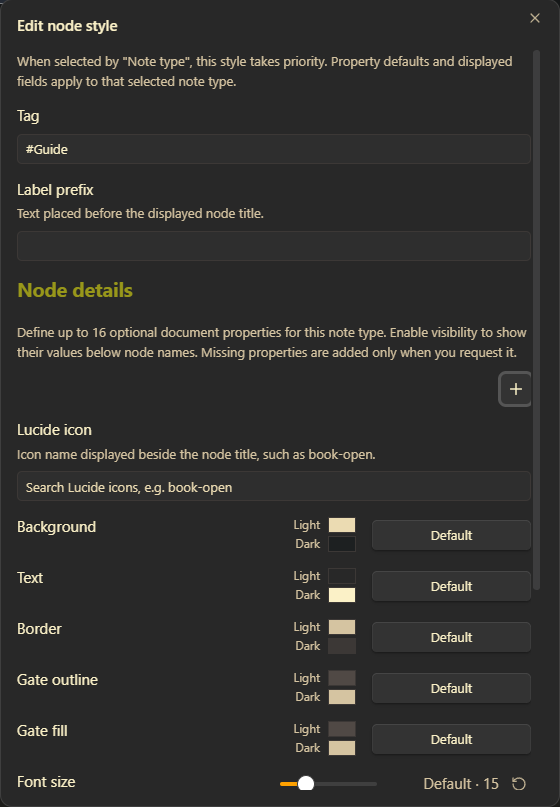 Edit node style
When selected by "Note type", this style takes priority. Property defaults and displayed
fields apply to that selected note type.
Tag
#Guide
Label prefix
Text placed before the displayed node title.
Node details
Define up to 16 optional document properties for this note type. Enable visibility to show
their values below node names. Missing properties are added only when you request it.
Lucide icon
Icon name displayed beside the node title, such as book-open.
Search Lucide icons, e.g. book-open
Background
Light
Dark
Default
Text
Light
Dark
Default
Border
Light
Dark
Default
Gate outline
Light
Dark
Default
Gate fill
Light
Dark
Default
Font size
Default · 15